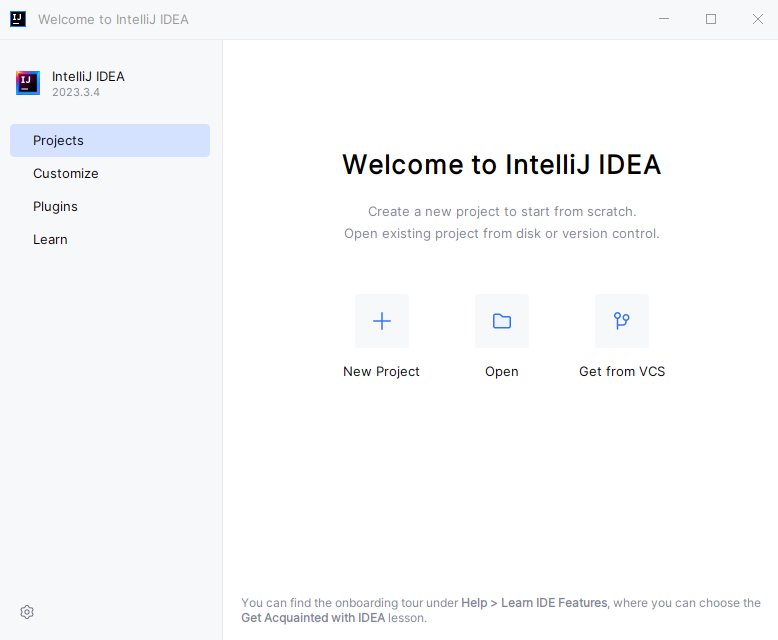 Welcome to IntelliJ IDEA
IntelliJ IDEA
2023.3.4
Projects
Customize
Plugins
Learn
Welcome to IntelliJ IDEA
Create a new project to start from scratch.
Open existing project from disk or version control.
New Project
Open
Get from VCS
You can find the onboarding tour under Help > Learn IDE Features, where you can choose the
Get Acquainted with IDEA lesson.